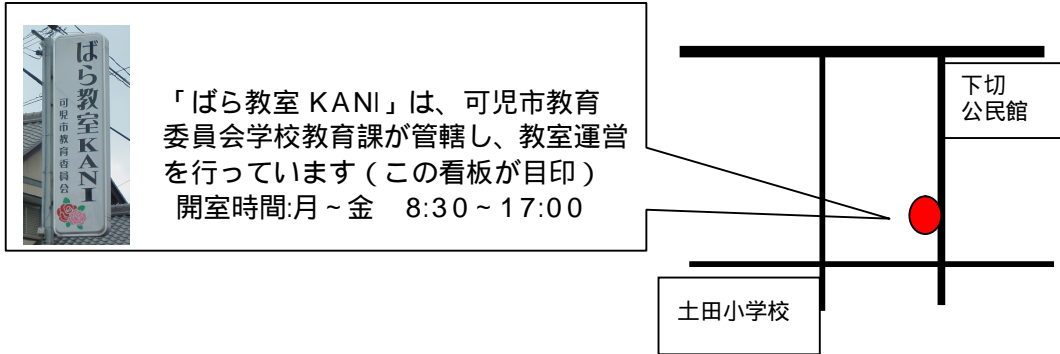 ばら教室KANI
可児市教育委員会
「ばら教室 KANI」は、可児市教育
委員会学校教育課が管轄し、教室運営
を行っています(この看板が目印)
開室時間:月~金 8:30~17:00
下切
公民館
土田小学校